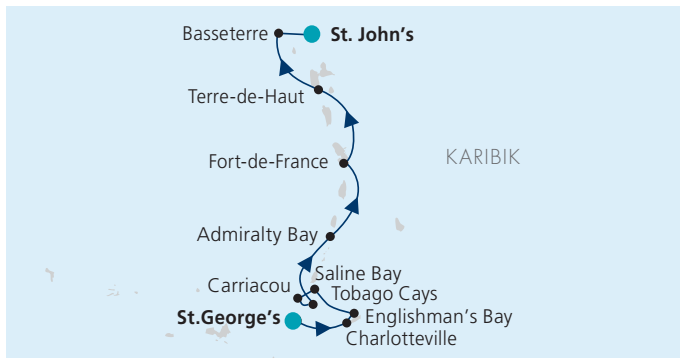 Basseterre
St. John's
Terre-de-Haut
Fort-de-France
KARIBIK
Admiralty Bay
Saline Bay
Carriacou
Tobago Cays
St.George's
Englishman's Bay
Charlotteville